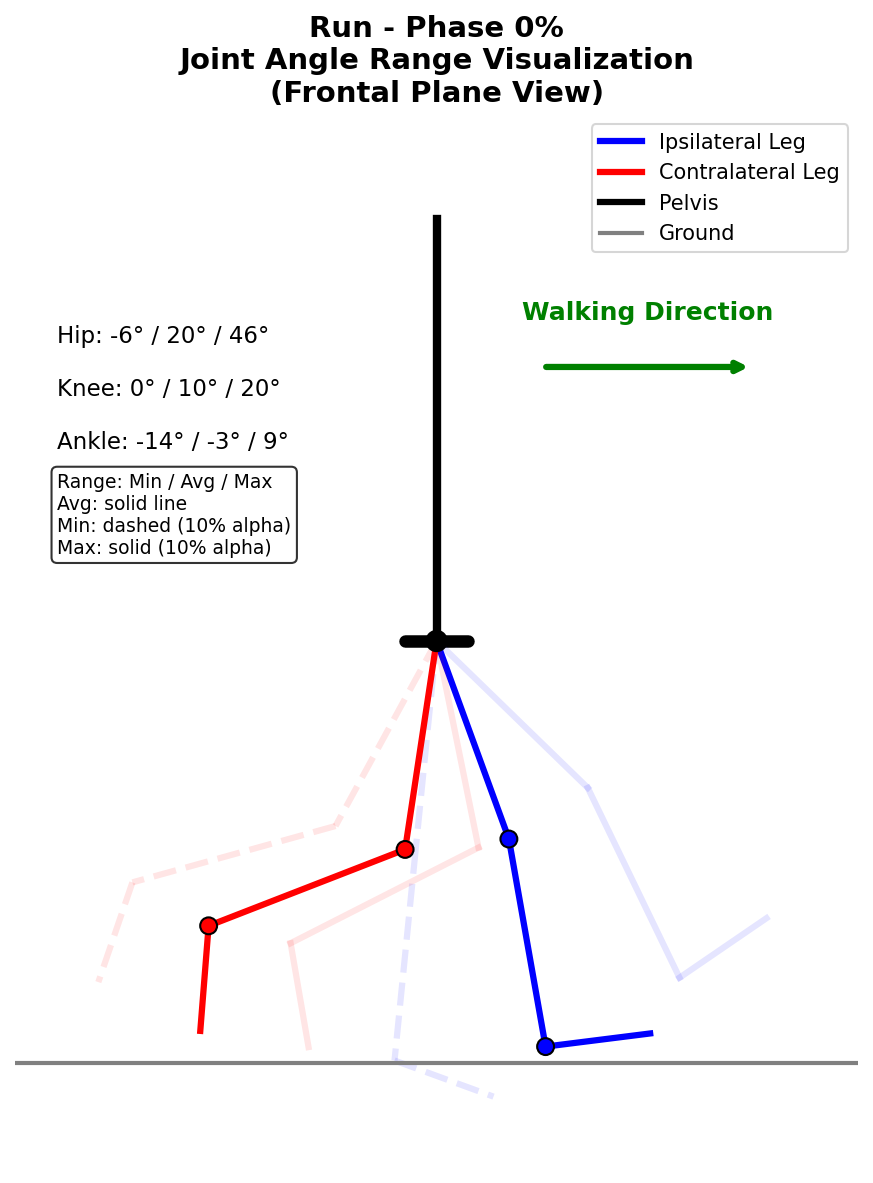 Run - Phase 0%
Joint Angle Range Visualization
(Frontal Plane View)
Ipsilateral Leg
Contralateral Leg
Pelvis
Ground
Walking Direction
Hip: -6° / 20° / 46°
Knee: 0° / 10° / 20°
Ankle: -14° / -3° / 9°
Range: Min / Avg / Max
Avg: solid line
Min: dashed (10% alpha)
Max: solid (10% alpha)